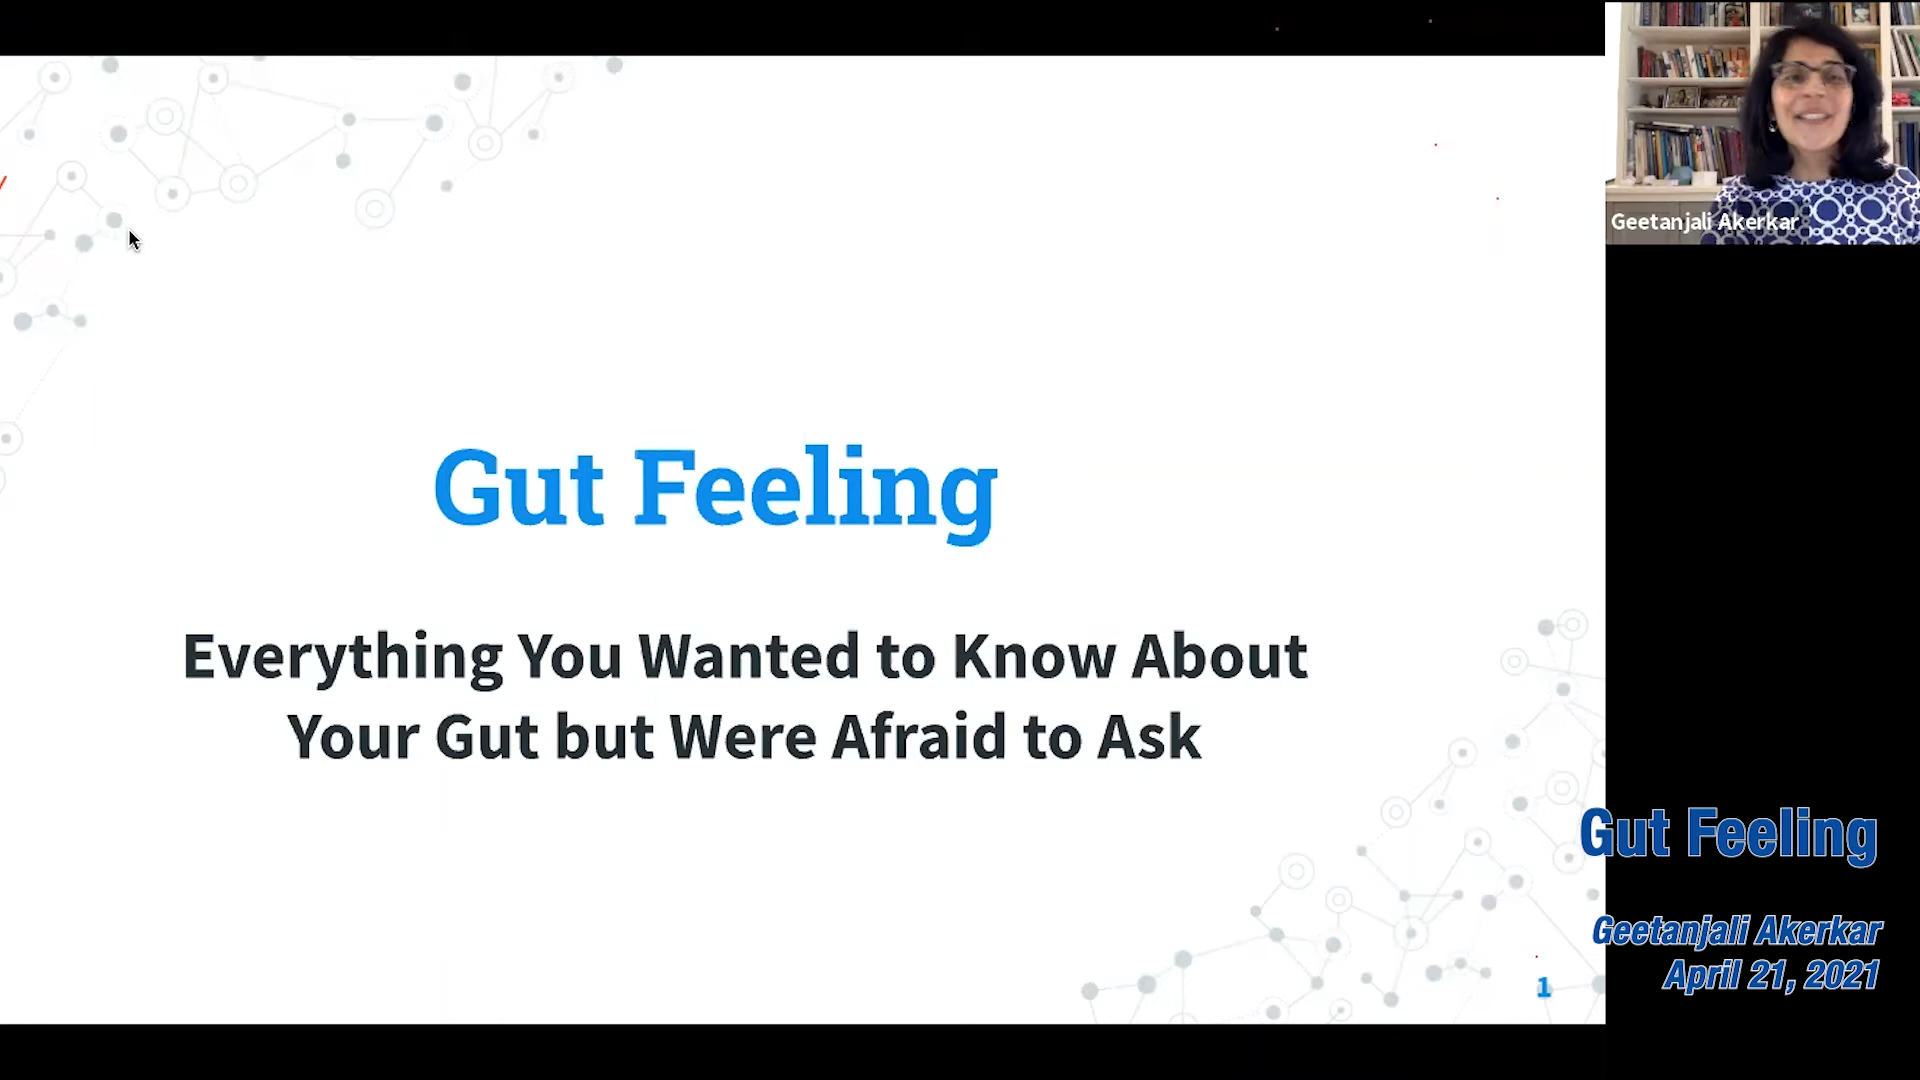 Geetanjali Akerkar
Gut Feeling
Everything You Wanted to Know About
Your Gut but Were Afraid to Ask
1
Gut Feeling
Geetanjali Akerkar
April 21, 2021